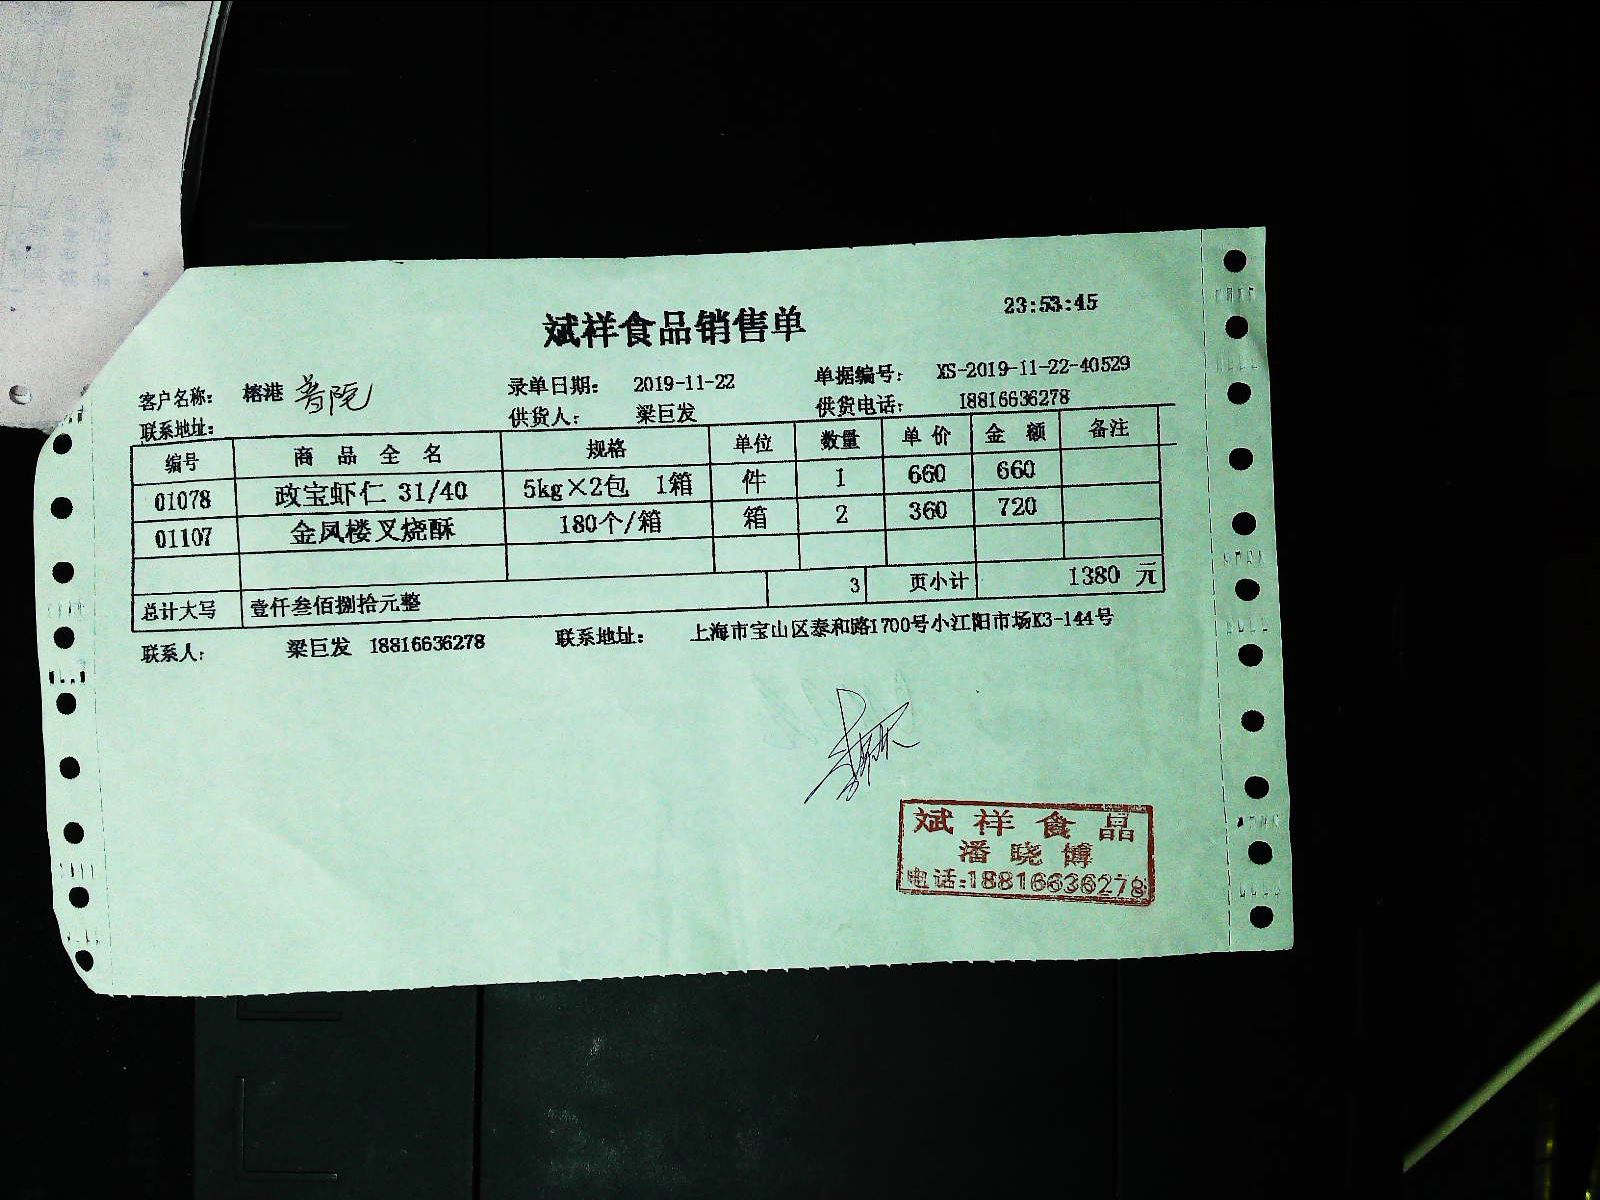 斌祥食品销售单
23:53:45
客户名称: 榕港 普陀 录单日期: 2019-11-22 单据编号: XS-2019-11-22-40529
联系地址: 供货人: 梁巨发 供货电话: 18816636278
编号 商品全名 规格 单位 数量 单价 金额 备注
01078 政宝虾仁 31/40 5kg×2包 1箱 件 1 660 660
01107 金凤楼叉烧酥 180个/箱 箱 2 360 720
总计大写 壹仟叁佰捌拾元整 3 页小计 1380 元
联系人: 梁巨发 18816636278 联系地址: 上海市宝山区泰和路1700号小江阳市场K3-144号
斌祥食品
潘晓傅
电话:18816636278